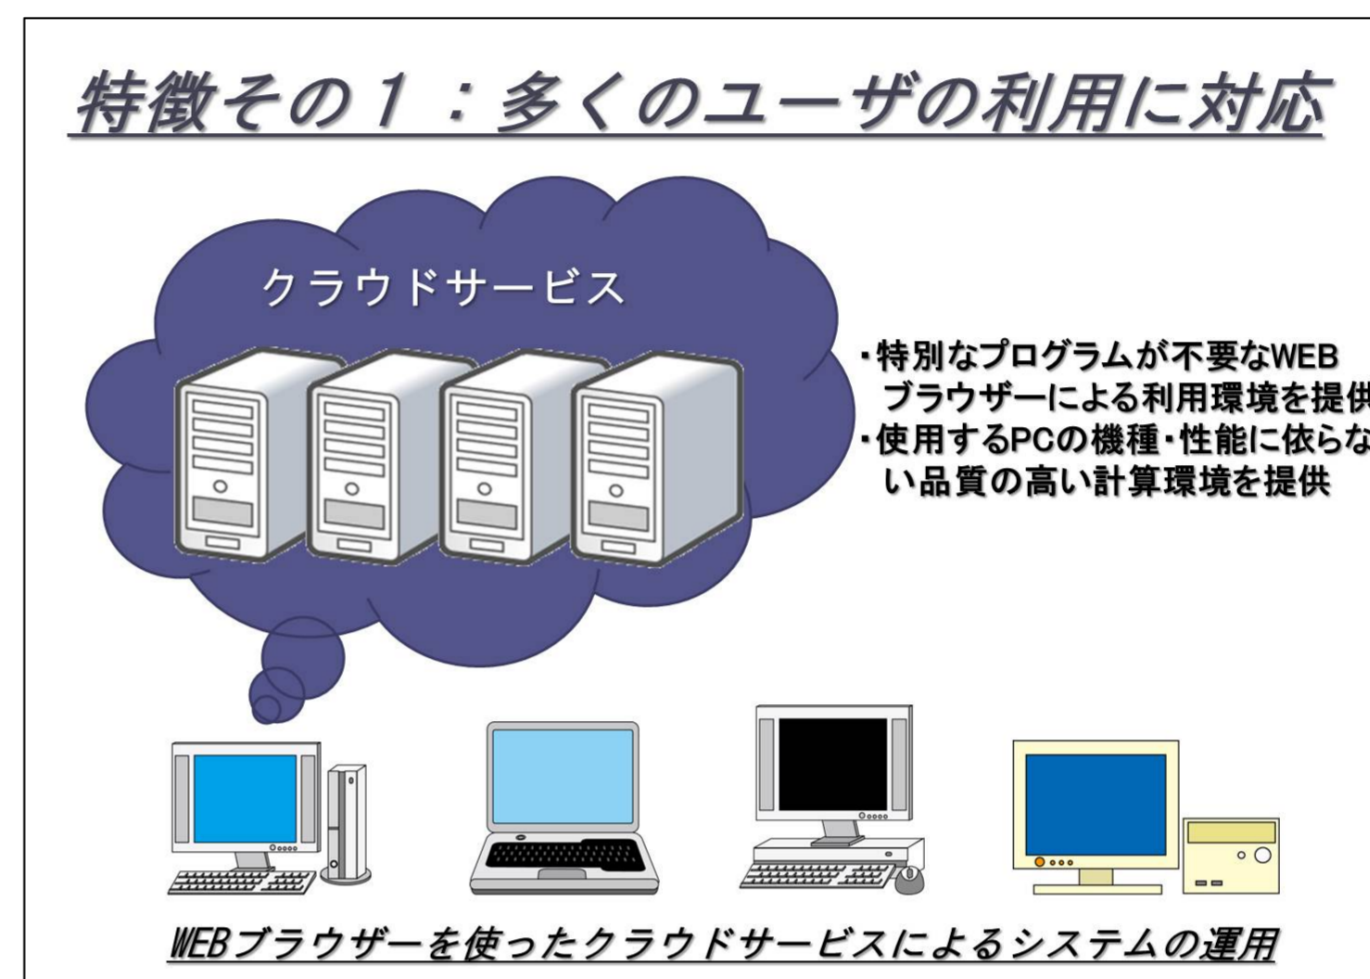 特徴その１：多くのユーザの利用に対応
クラウドサービス
・特別なプログラムが不要なWEB
ブラウザーによる利用環境を提供
・使用するPCの機種・性能に依らな
い品質の高い計算環境を提供
WEBブラウザーを使ったクラウドサービスによるシステムの運用